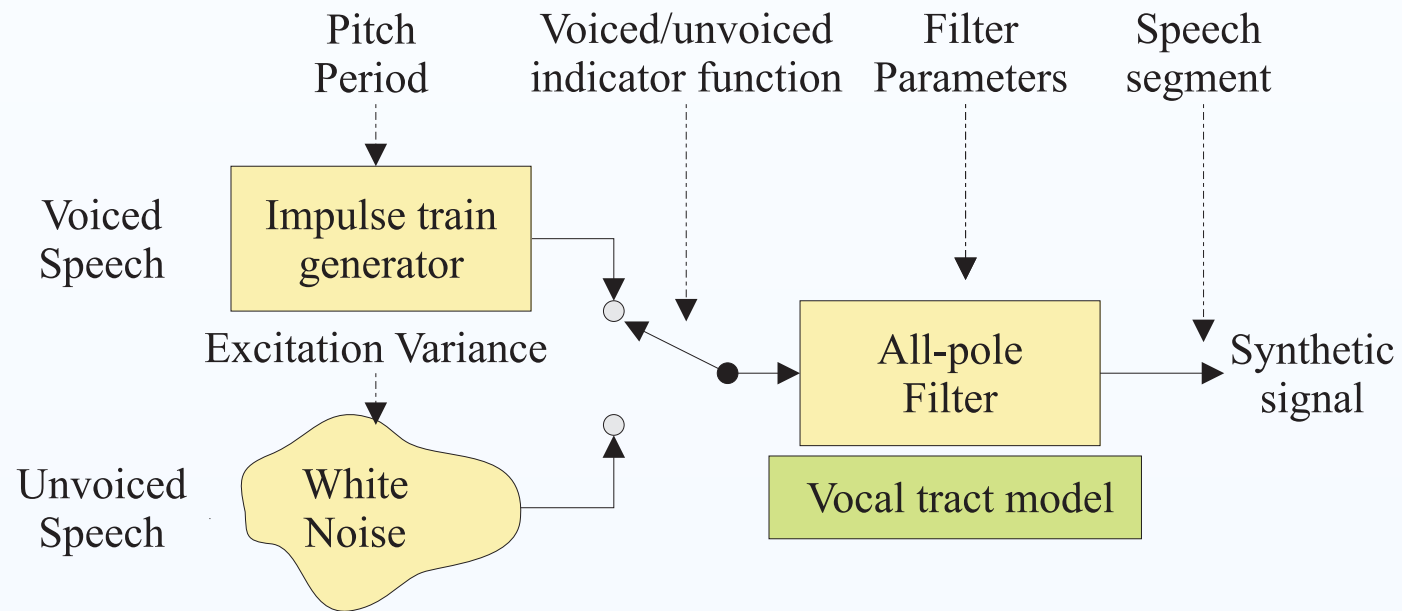 Pitch
Period
Voiced/unvoiced
indicator function
Filter
Parameters
Speech
segment
Voiced
Speech
Impulse train
generator
Excitation Variance
All-pole
Filter
Synthetic
signal
Unvoiced
Speech
White
Noise
Vocal tract model